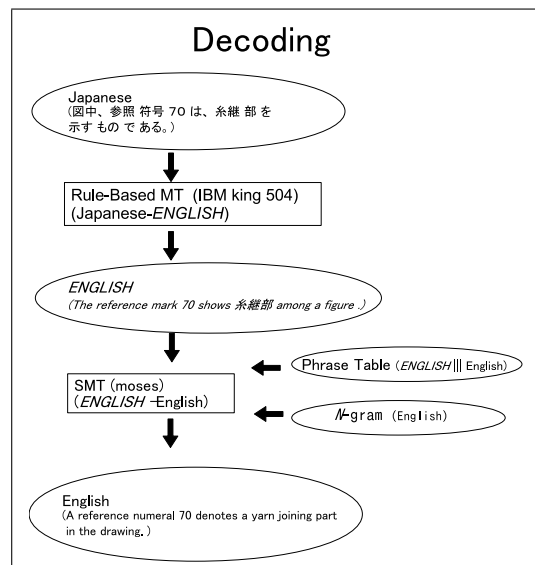 Decoding
Japanese
(図中、参照 符号 70 は、糸継 部 を
示す もの で ある。)
Rule-Based MT (IBM king 504)
(Japanese-ENGLISH)
ENGLISH
(The reference mark 70 shows 糸継部 among a figure .)
Phrase Table (ENGLISH ||| English)
SMT (moses)
(ENGLISH-English)
N-gram (English)
English
(A reference numeral 70 denotes a yarn joining part
in the drawing. )